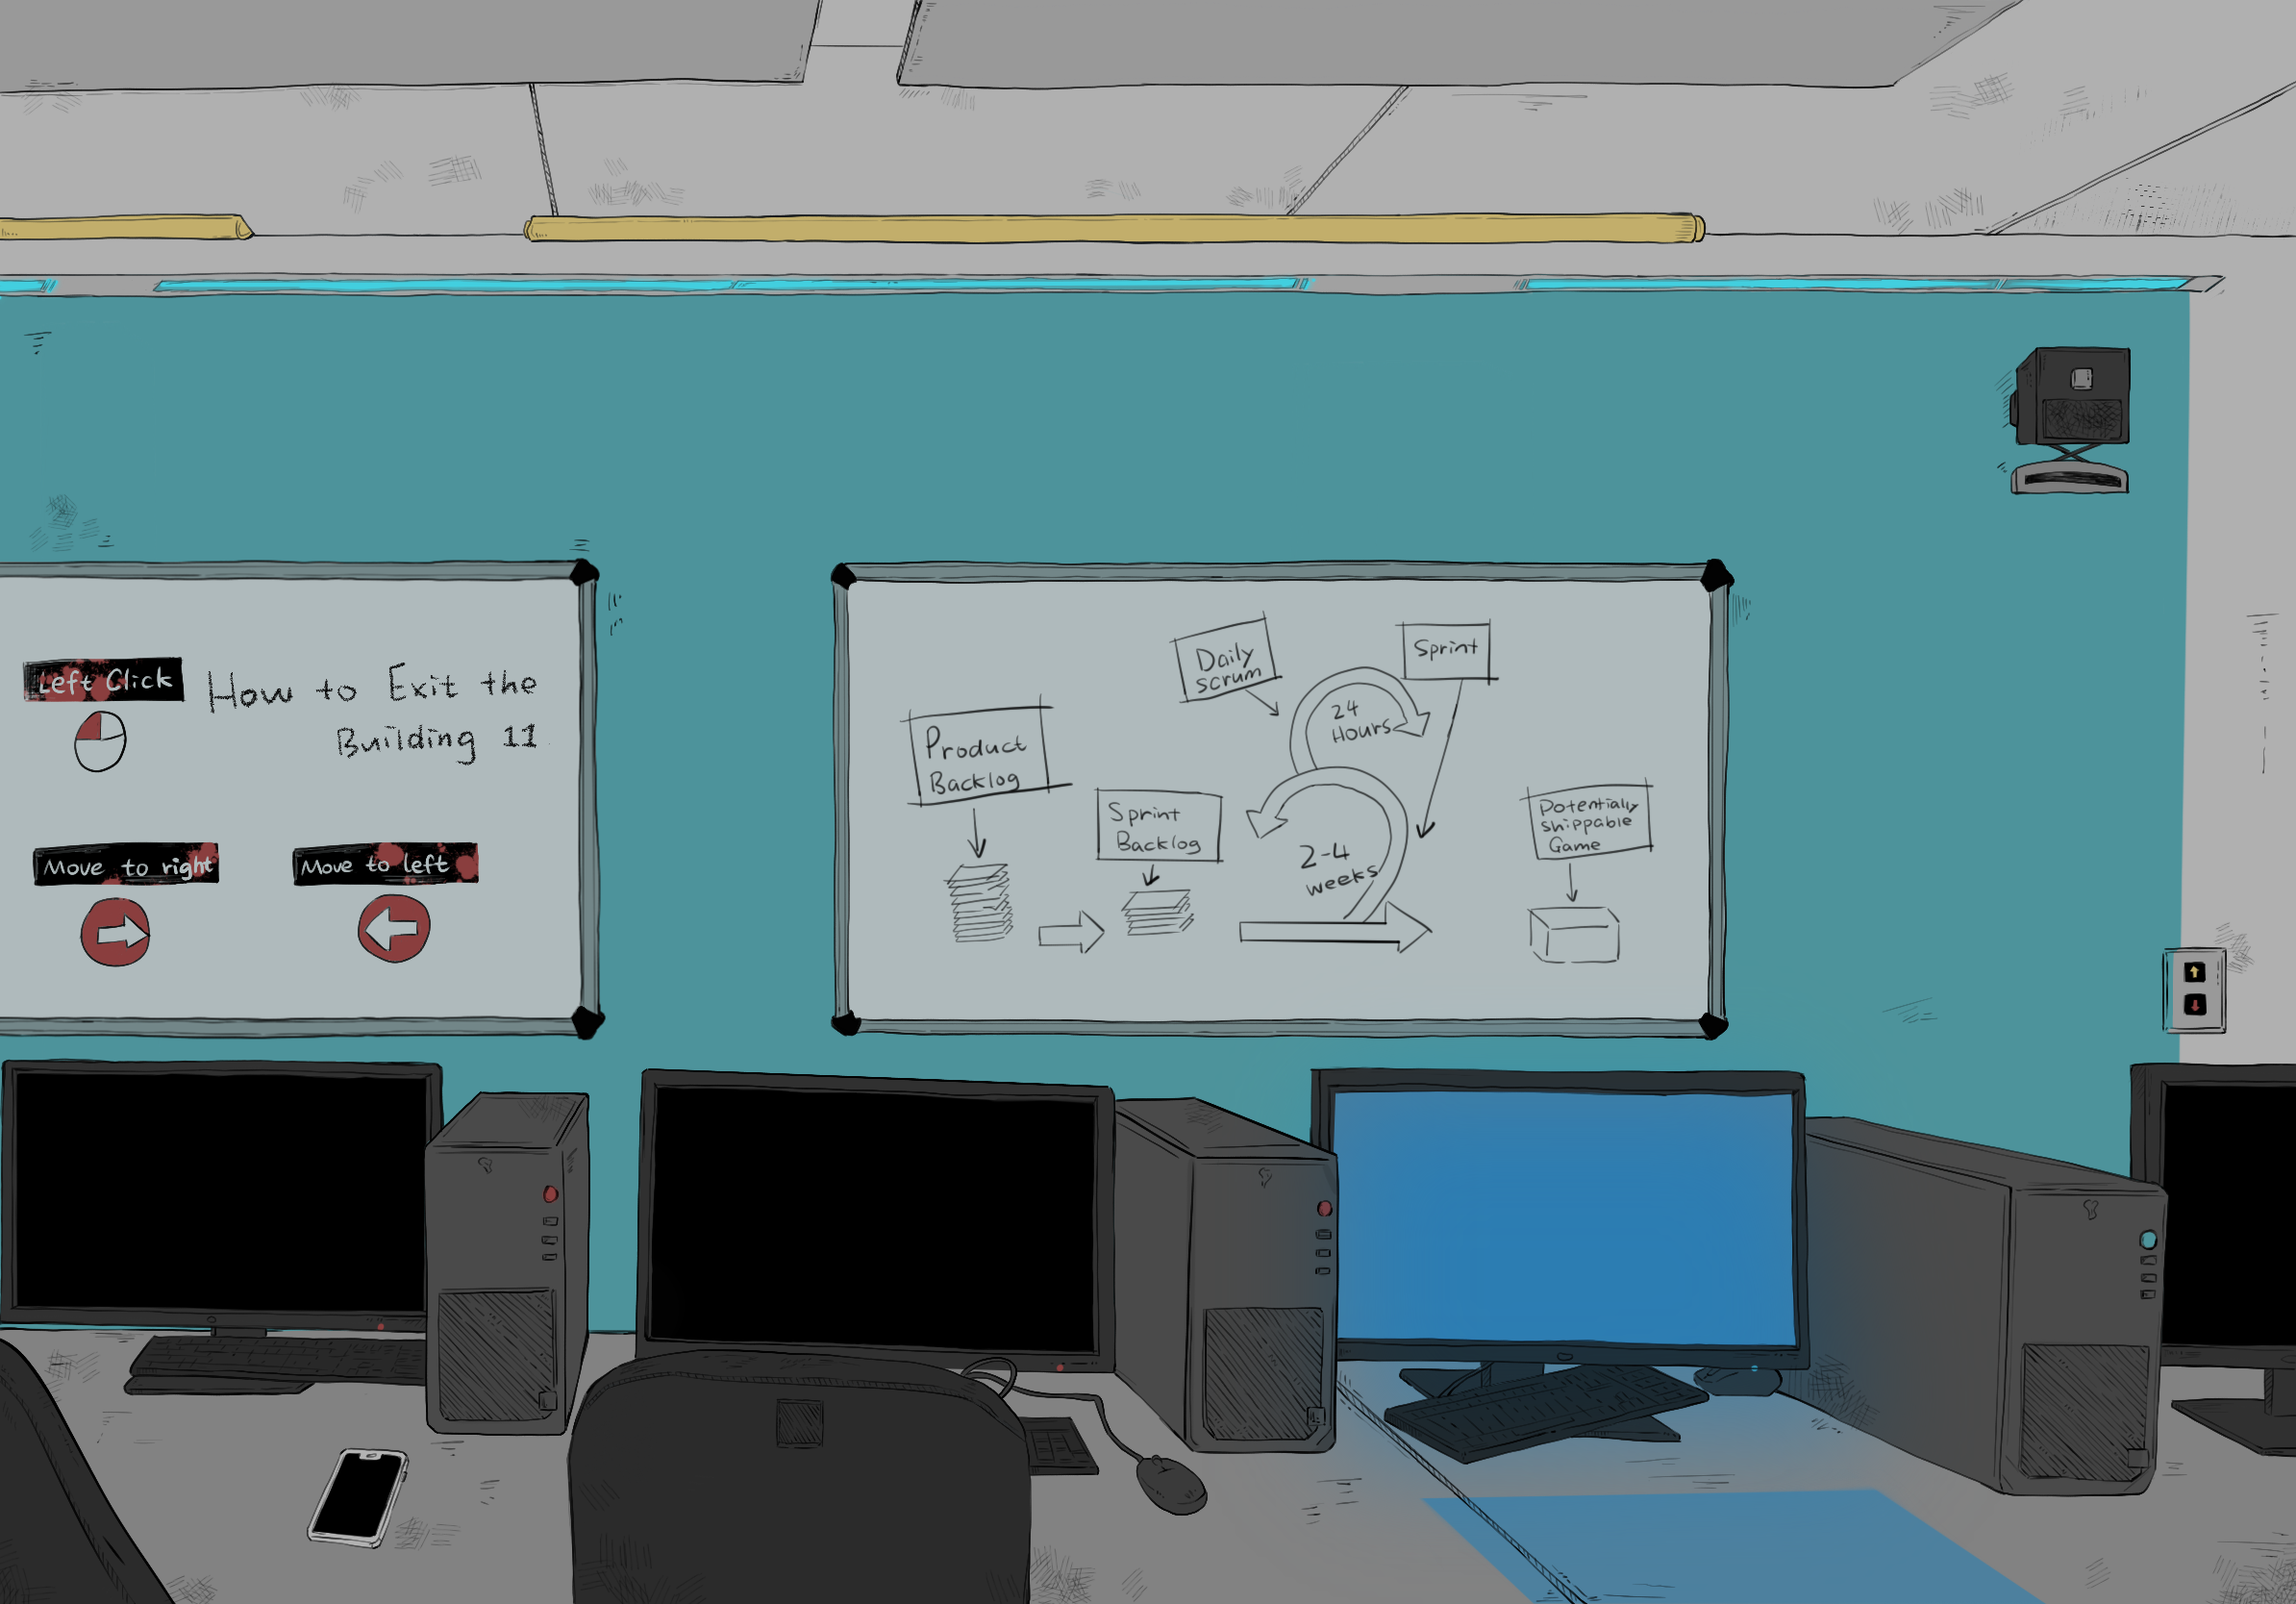 Left Click
How to Exit the
Building 11
Move to right
Move to left
Daily
scrum
Sprint
24
Hours
Product
Backlog
Sprint
Backlog
2-4
weeks
Potentially
shippable
Game